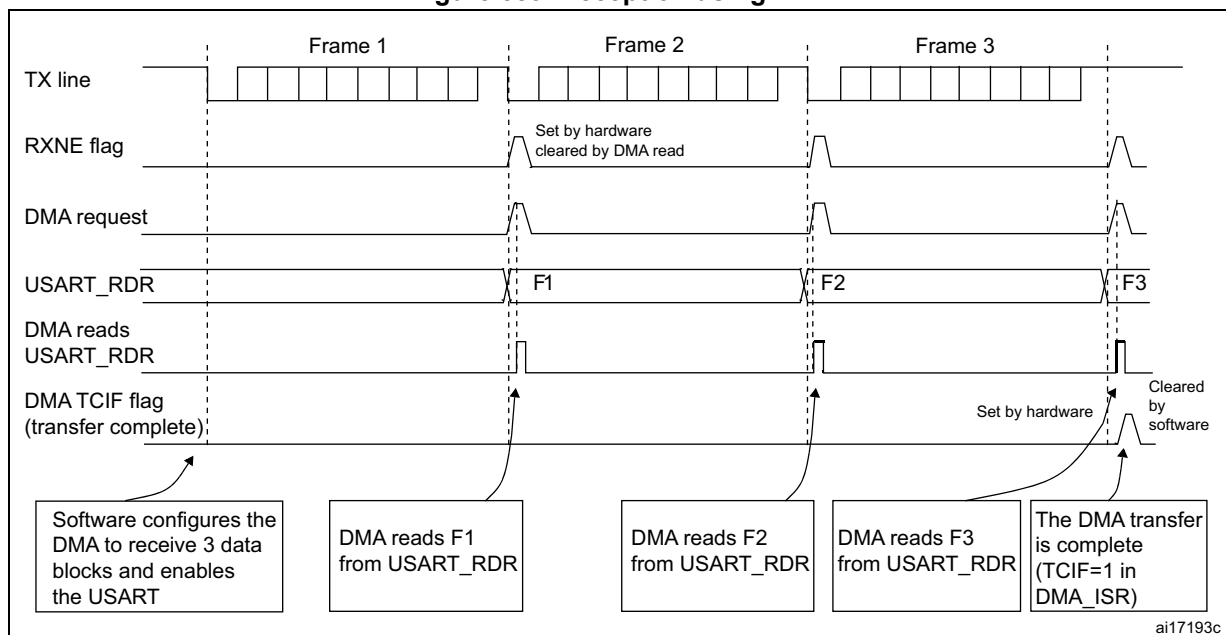 Frame 1
Frame 2
Frame 3
TX line
RXNE flag
Set by hardware
cleared by DMA read
DMA request
USART_RDR
F1
F2
F3
DMA reads
USART_RDR
DMA TCIF flag
(transfer complete)
Set by hardware
Cleared
by
software
Software configures the
DMA to receive 3 data
blocks and enables
the USART
DMA reads F1
from USART_RDR
DMA reads F2
from USART_RDR
DMA reads F3
from USART_RDR
The DMA transfer
is complete
(TCIF=1 in
DMA_ISR)
ai17193c